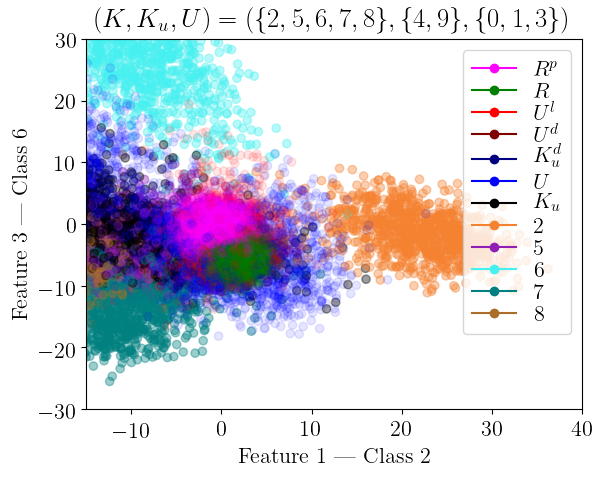 (K, K_u, U) = ({2, 5, 6, 7, 8}, {4, 9}, {0, 1, 3})
30
20
10
0
−10
−20
−30
Feature 3 — Class 6
−10
0
10
20
30
40
Feature 1 — Class 2
R^p
R
U^l
U^d
K_u^d
U
K_u
2
5
6
7
8